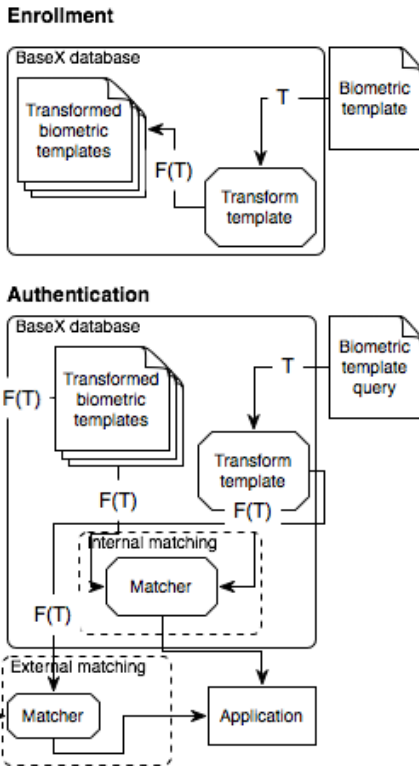 Enrollment
BaseX database
Transformed
biometric
templates
T
Biometric
template
F(T)
Transform
template
Authentication
BaseX database
Biometric
template
query
T
F(T)
Transformed
biometric
templates
Transform
template
F(T)
F(T)
Internal matching
Matcher
F(T)
External matching
Matcher
Application